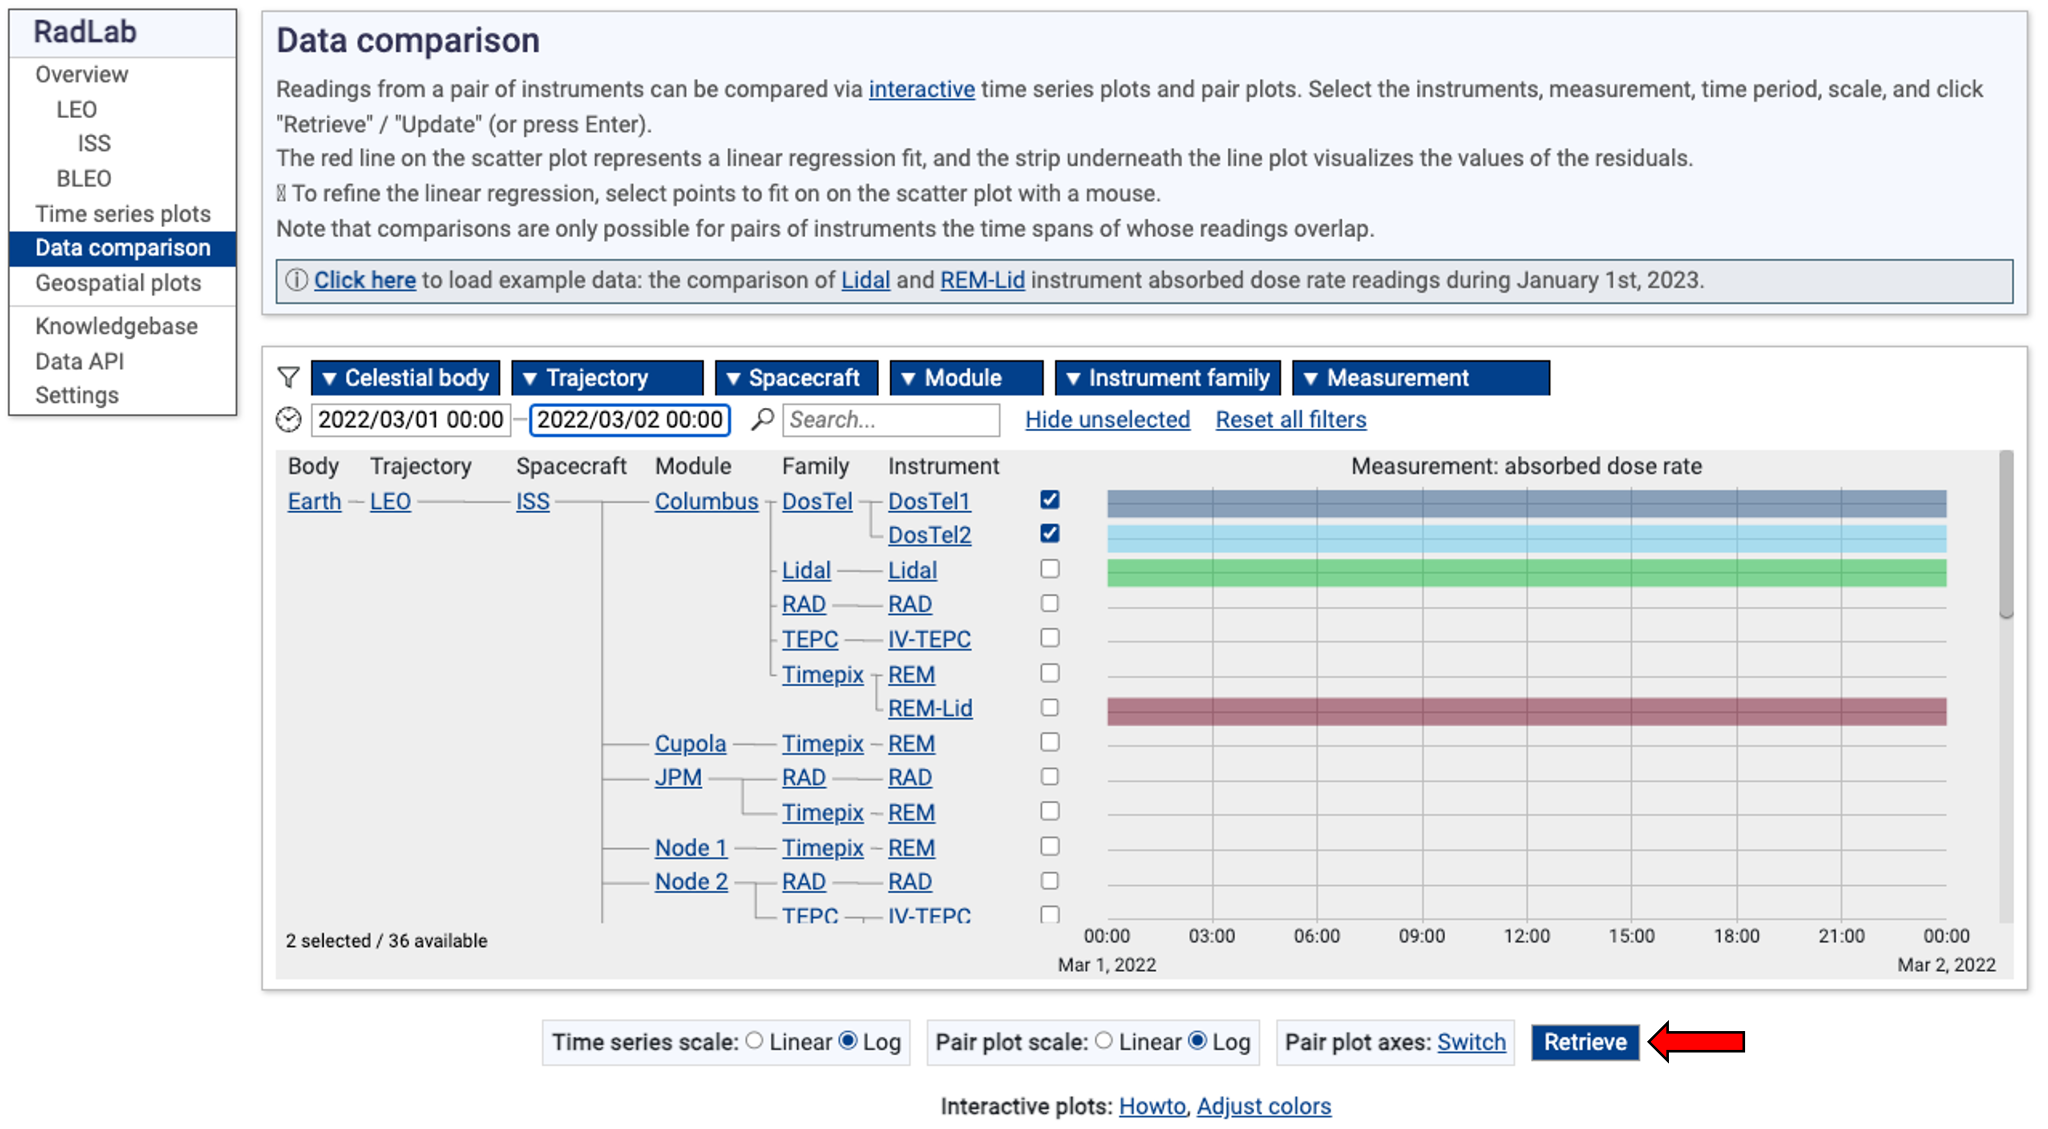 RadLab
Overview
LEO
ISS
BLEO
Time series plots
Data comparison
Geospatial plots
Knowledgebase
Data API
Settings
Data comparison
Readings from a pair of instruments can be compared via interactive time series plots and pair plots. Select the instruments, measurement, time period, scale, and click
"Retrieve" / "Update" (or press Enter).
The red line on the scatter plot represents a linear regression fit, and the strip underneath the line plot visualizes the values of the residuals.
To refine the linear regression, select points to fit on on the scatter plot with a mouse.
Note that comparisons are only possible for pairs of instruments the time spans of whose readings overlap.
ⓘ Click here to load example data: the comparison of Lidal and REM-Lid instrument absorbed dose rate readings during January 1st, 2023.
▼ Celestial body ▼ Trajectory ▼ Spacecraft ▼ Module ▼ Instrument family ▼ Measurement
2022/03/01 00:00 – 2022/03/02 00:00 Search... Hide unselected Reset all filters
Body Trajectory Spacecraft Module Family Instrument Measurement: absorbed dose rate
Earth LEO ISS Columbus DosTel DosTel1
DosTel2
Lidal Lidal
RAD RAD
TEPC IV-TEPC
Timepix REM
REM-Lid
Cupola Timepix REM
JPM RAD RAD
Timepix REM
Node 1 Timepix REM
Node 2 RAD RAD
TEPC IV-TEPC
2 selected / 36 available
00:00 03:00 06:00 09:00 12:00 15:00 18:00 21:00 00:00
Mar 1, 2022 Mar 2, 2022
Time series scale: Linear Log Pair plot scale: Linear Log Pair plot axes: Switch Retrieve
Interactive plots: Howto, Adjust colors